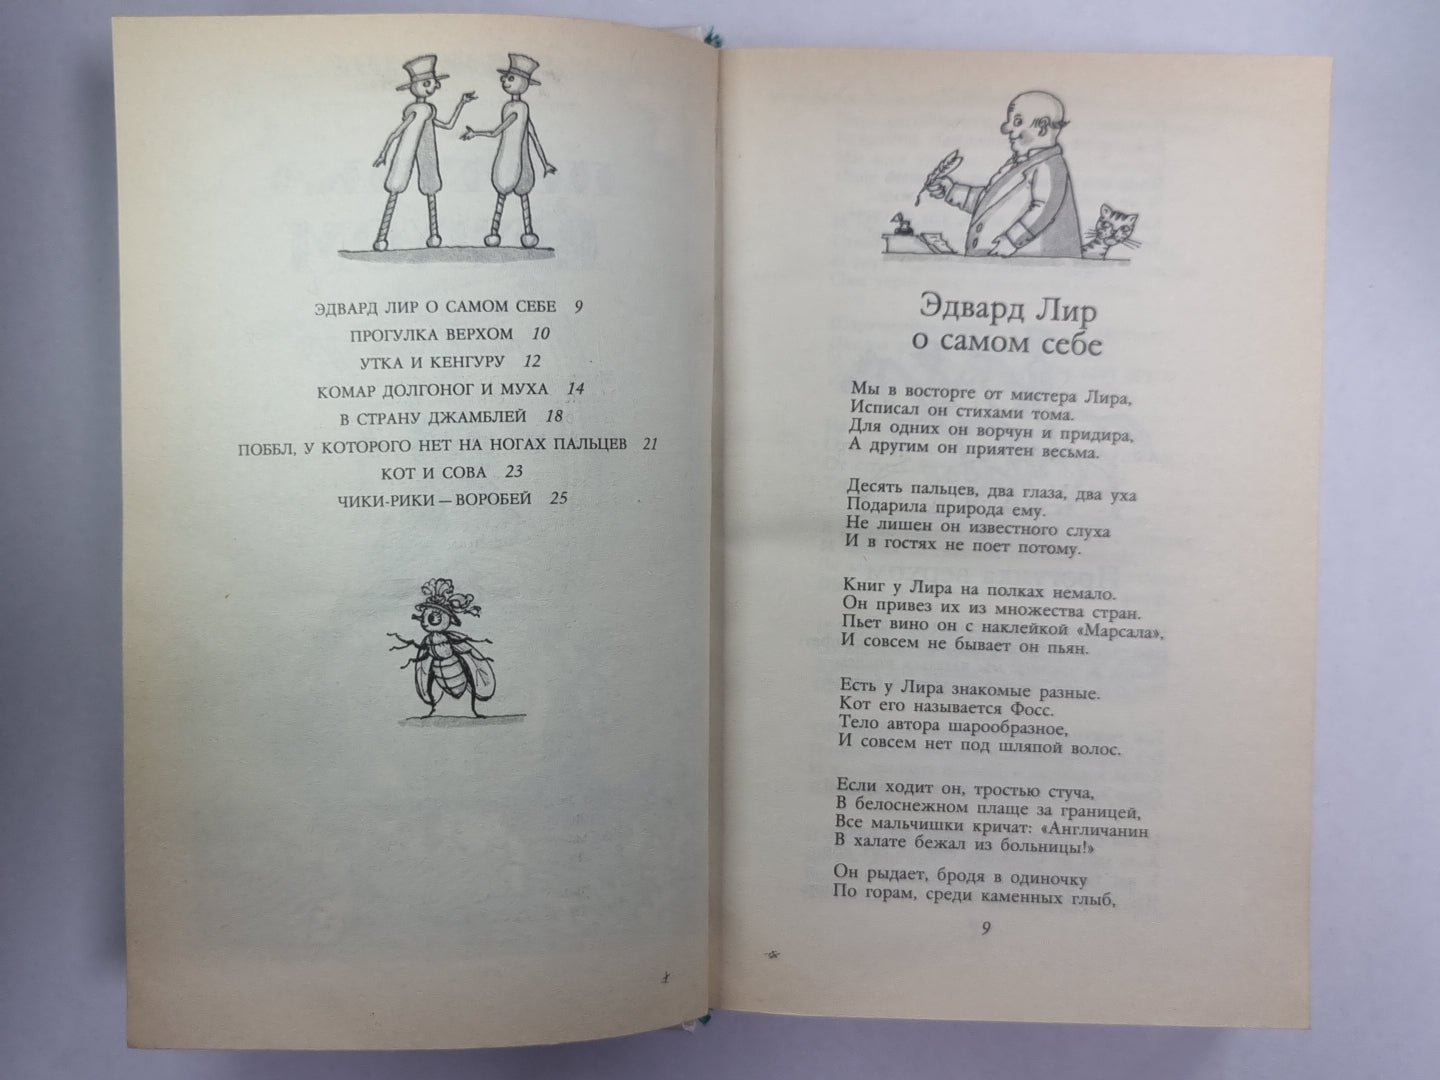 ЭДВАРД ЛИР О САМОМ СЕБЕ 9
ПРОГУЛКА ВЕРХОМ 10
УТКА И КЕНГУРУ 12
КОМАР ДОЛГОНОГ И МУХА 14
В СТРАНУ ДЖАМБЛЕЙ 18
ПОББЛ, У КОТОРОГО НЕТ НА НОГАХ ПАЛЬЦЕВ 21
КОТ И СОВА 23
ЧИКИ-РИКИ — ВОРОБЕЙ 25
Эдвард Лир
о самом себе
Мы в восторге от мистера Лира,
Исписал он стихами тома.
Для одних он ворчун и придира,
А другим он приятен весьма.
Десять пальцев, два глаза, два уха
Подарила природа ему.
Не лишен он известного слуха
И в гостях не поет потому.
Книг у Лира на полках немало.
Он привез их из множества стран.
Пьет вино он с наклейкой «Марсала»,
И совсем не бывает он пьян.
Есть у Лира знакомые разные.
Кот его называется Фосс.
Тело автора шарообразное,
И совсем нет под шляпой волос.
Если ходит он, тростью стуча,
В белоснежном плаще за границей,
Все мальчишки кричат: «Англичанин
В халате бежал из больницы!»
Он рыдает, бродя в одиночку
По горам, среди каменных глыб,
9